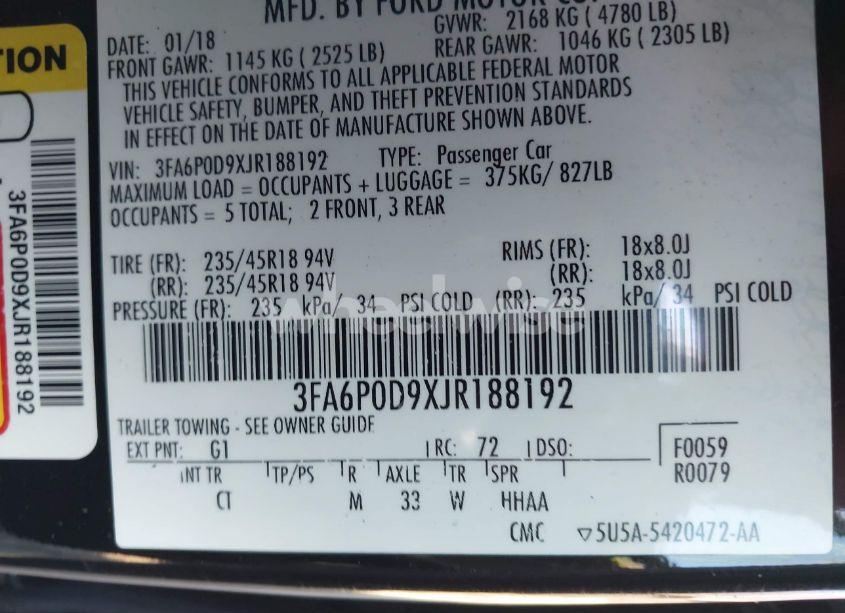 MFD. BY FORD MOTOR CO.
GVWR: 2168 KG ( 4780 LB)
DATE: 01/18
FRONT GAWR: 1145 KG ( 2525 LB) REAR GAWR: 1046 KG ( 2305 LB)
THIS VEHICLE CONFORMS TO ALL APPLICABLE FEDERAL MOTOR
VEHICLE SAFETY, BUMPER, AND THEFT PREVENTION STANDARDS
IN EFFECT ON THE DATE OF MANUFACTURE SHOWN ABOVE.
VIN: 3FA6P0D9XJR188192 TYPE: Passenger Car
MAXIMUM LOAD = OCCUPANTS + LUGGAGE = 375KG/ 827LB
OCCUPANTS = 5 TOTAL; 2 FRONT, 3 REAR
TIRE (FR): 235/45R18 94V RIMS (FR): 18x8.0J
(RR): 235/45R18 94V (RR): 18x8.0J
PRESSURE (FR): 235 kPa/ 34 PSI COLD (RR): 235 kPa/ 34 PSI COLD
wheelwise
3FA6P0D9XJR188192
TRAILER TOWING - SEE OWNER GUIDE
EXT PNT: G1 RC: 72 DSO: F0059
R0079
INT TR TP/PS R AXLE TR SPR
CT M 33 W HHAA
CMC ▽5U5A-5420472-AA
TION
3FA6P0D9XJR188192